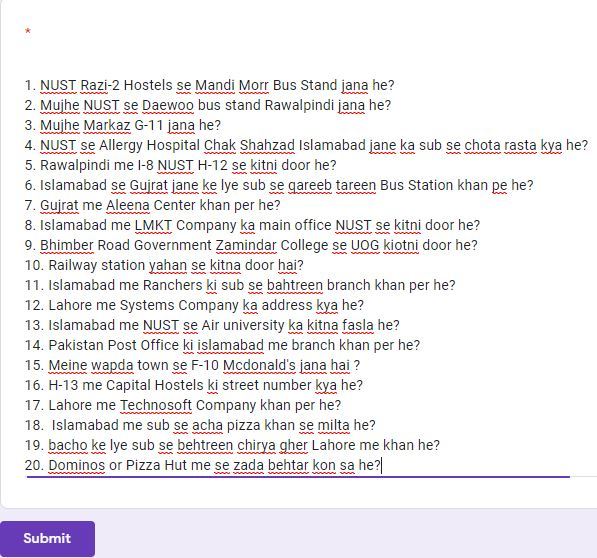 *
1. NUST Razi-2 Hostels se Mandi Morr Bus Stand jana he?
2. Mujhe NUST se Daewoo bus stand Rawalpindi jana he?
3. Mujhe Markaz G-11 jana he?
4. NUST se Allergy Hospital Chak Shahzad Islamabad jane ka sub se chota rasta kya he?
5. Rawalpindi me I-8 NUST H-12 se kitni door he?
6. Islamabad se Gujrat jane ke lye sub se qareeb tareen Bus Station khan pe he?
7. Gujrat me Aleena Center khan per he?
8. Islamabad me LMKT Company ka main office NUST se kitni door he?
9. Bhimber Road Government Zamindar College se UOG kiotni door he?
10. Railway station yahan se kitna door hai?
11. Islamabad me Ranchers ki sub se bahtreen branch khan per he?
12. Lahore me Systems Company ka address kya he?
13. Islamabad me NUST se Air university ka kitna fasla he?
14. Pakistan Post Office ki islamabad me branch khan per he?
15. Meine wapda town se F-10 Mcdonald's jana hai ?
16. H-13 me Capital Hostels ki street number kya he?
17. Lahore me Technosoft Company khan per he?
18. Islamabad me sub se acha pizza khan se milta he?
19. bacho ke lye sub se behtreen chirya gher Lahore me khan he?
20. Dominos or Pizza Hut me se zada behtar kon sa he?
Submit